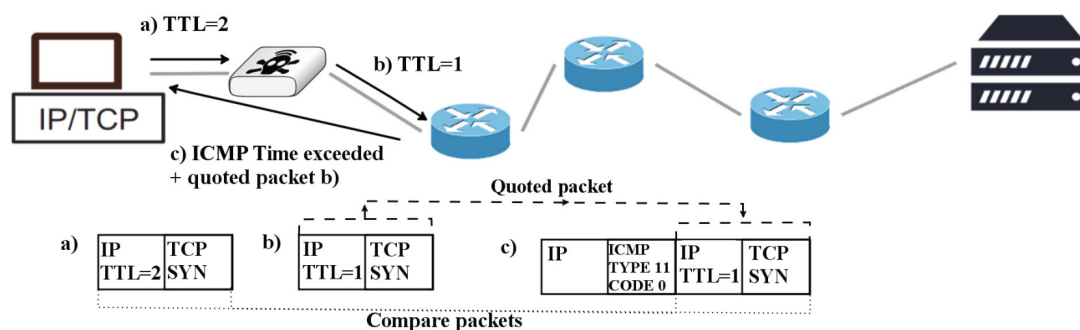 a) TTL=2
b) TTL=1
IP/TCP
c) ICMP Time exceeded
+ quoted packet b)
Quoted packet
a)
IP
TTL=2
TCP
SYN
b)
IP
TTL=1
TCP
SYN
c)
IP
ICMP
TYPE 11
CODE 0
IP
TTL=1
TCP
SYN
Compare packets